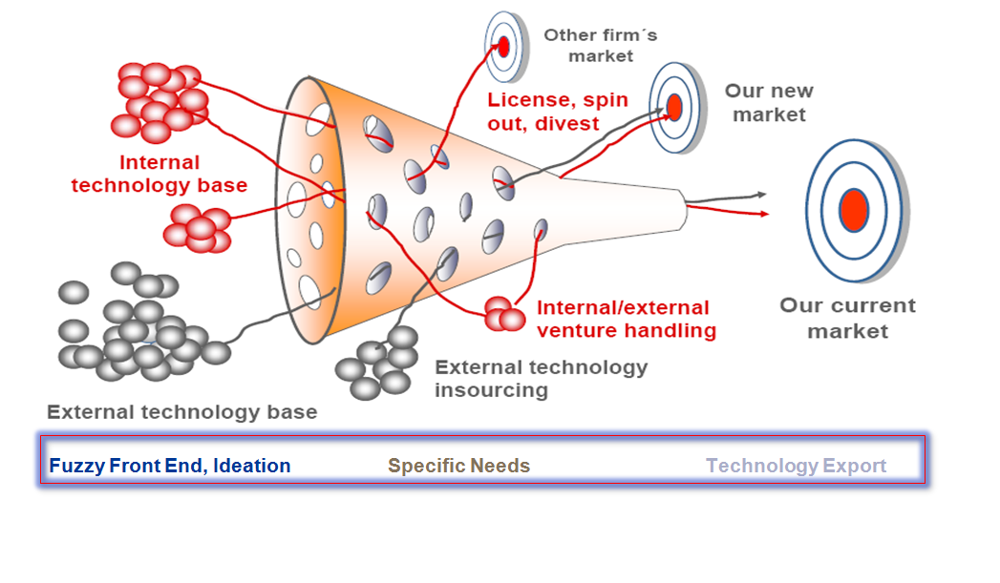 Other firm´s
market
License, spin
out, divest
Our new
market
Internal
technology base
Internal/external
venture handling
Our current
market
External technology
insourcing
External technology base
Fuzzy Front End, Ideation
Specific Needs
Technology Export